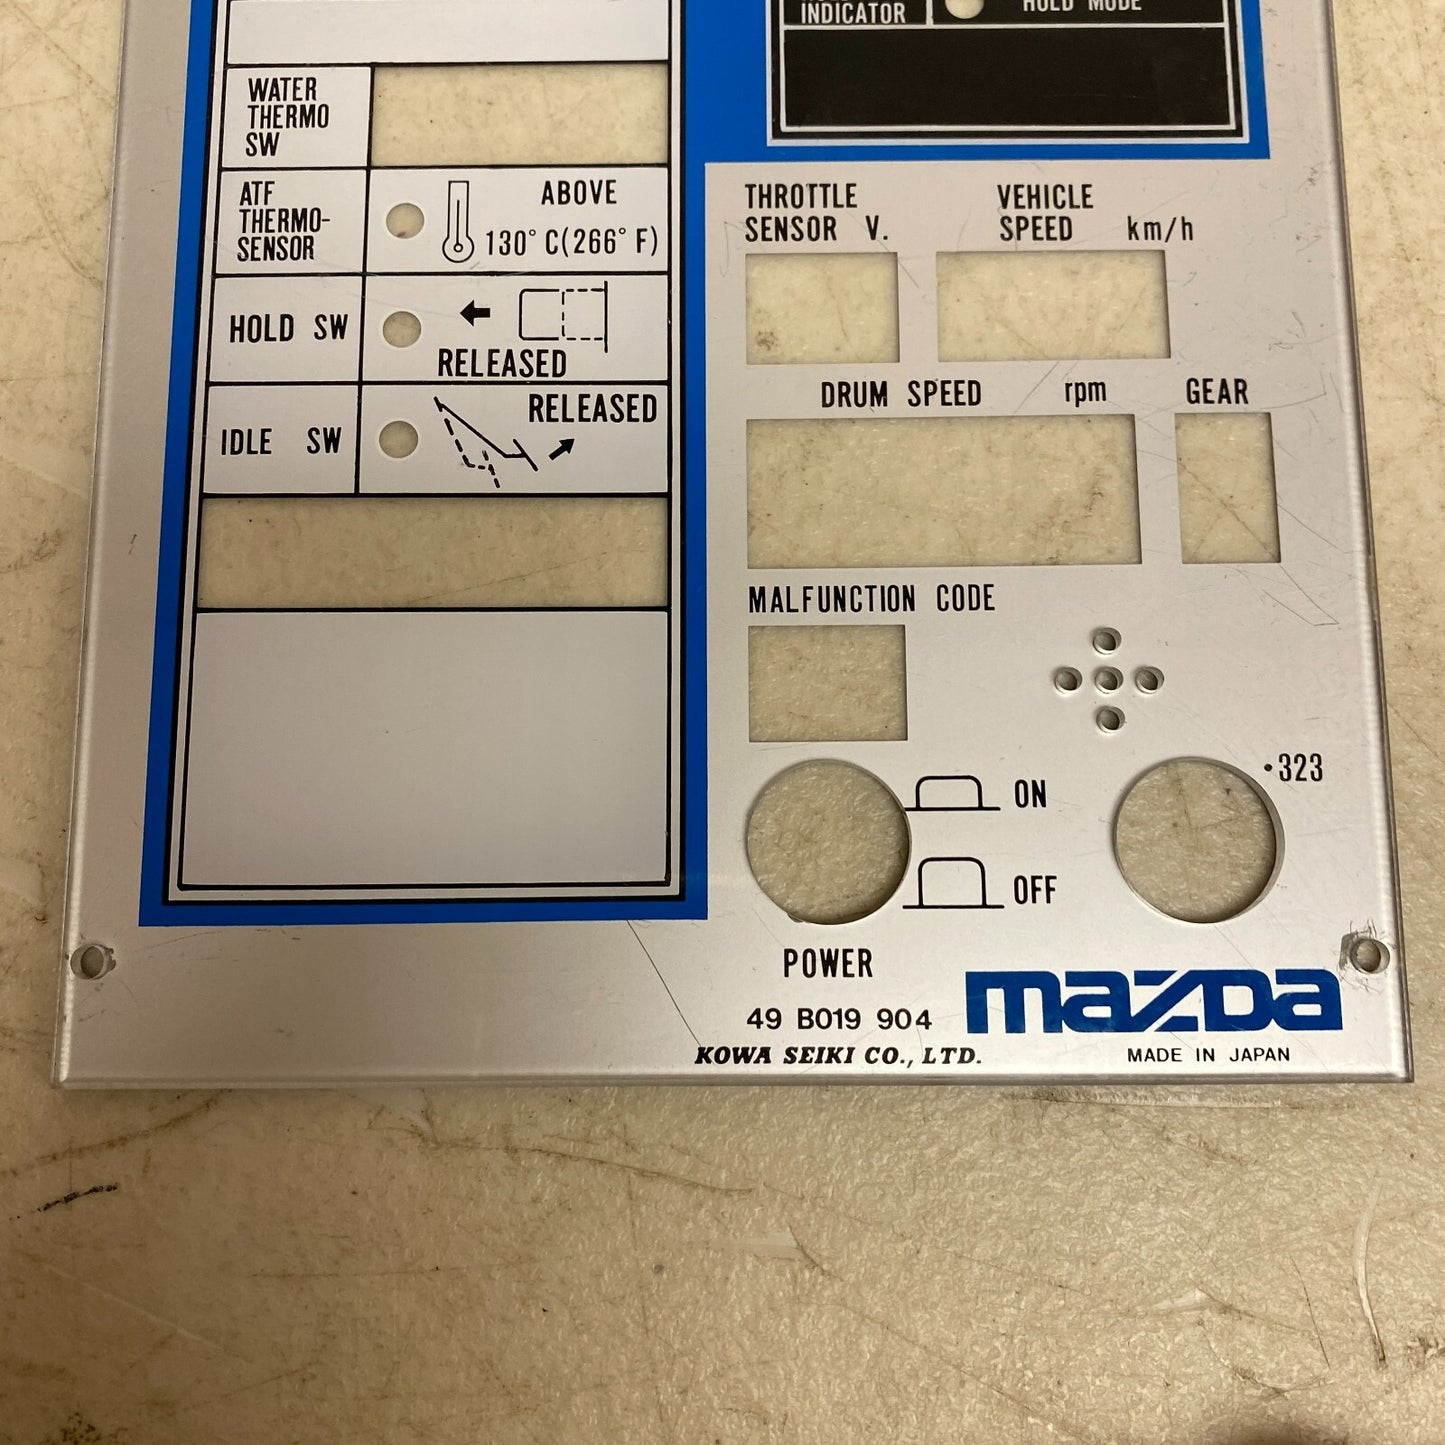 INDICATOR
HOLD MODE
WATER
THERMO
SW
ATF
THERMO-
SENSOR
ABOVE
130°C(266°F)
HOLD SW
RELEASED
IDLE SW
RELEASED
THROTTLE
SENSOR V.
VEHICLE
SPEED km/h
DRUM SPEED rpm
GEAR
MALFUNCTION CODE
·323
ON
OFF
POWER
49 B019 904
KOWA SEIKI CO., LTD.
mazda
MADE IN JAPAN